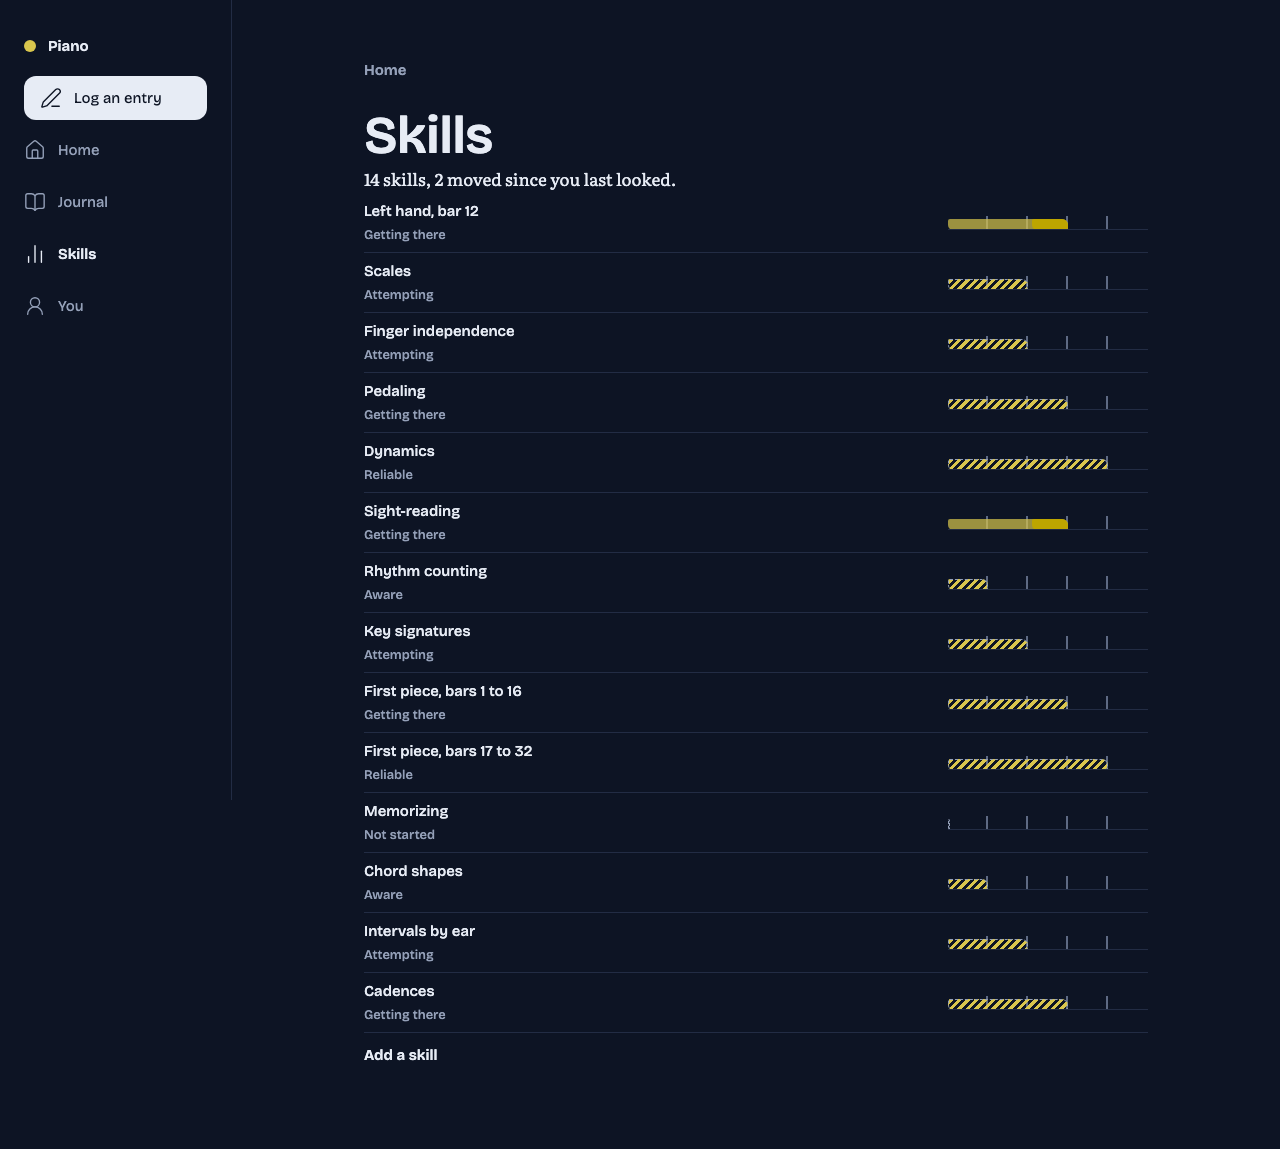 Piano
Log an entry
Home
Journal
Skills
You
Home
Skills
14 skills, 2 moved since you last looked.
Left hand, bar 12
Getting there
Scales
Attempting
Finger independence
Attempting
Pedaling
Getting there
Dynamics
Reliable
Sight-reading
Getting there
Rhythm counting
Aware
Key signatures
Attempting
First piece, bars 1 to 16
Getting there
First piece, bars 17 to 32
Reliable
Memorizing
Not started
Chord shapes
Aware
Intervals by ear
Attempting
Cadences
Getting there
Add a skill